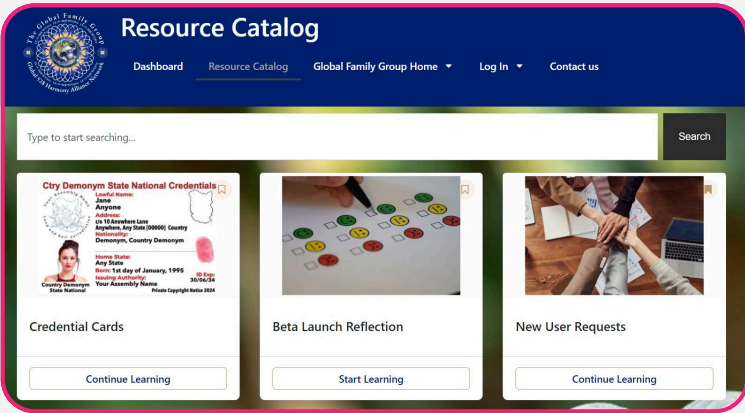 The Global Family Group
Global 528 Harmony Alliance Network
Resource Catalog
Dashboard Resource Catalog Global Family Group Home Log In Contact us
Type to start searching... Search
Ctry Demonym State National Credentials
Lawful Name:
Jane
Anyone
Address:
c/o 10 Anywhere Lane
Anywhere, Any State [00000] Country
Nationality:
Demonym, Country Demonym
Home State:
Any State
Born: 1st day of January, 1995
Issuing Authority:
Your Assembly Name
ID Exp:
30/06/34
Country Demonym
State National
Private Copyright Notice 2024
Credential Cards
Continue Learning
Beta Launch Reflection
Start Learning
New User Requests
Continue Learning